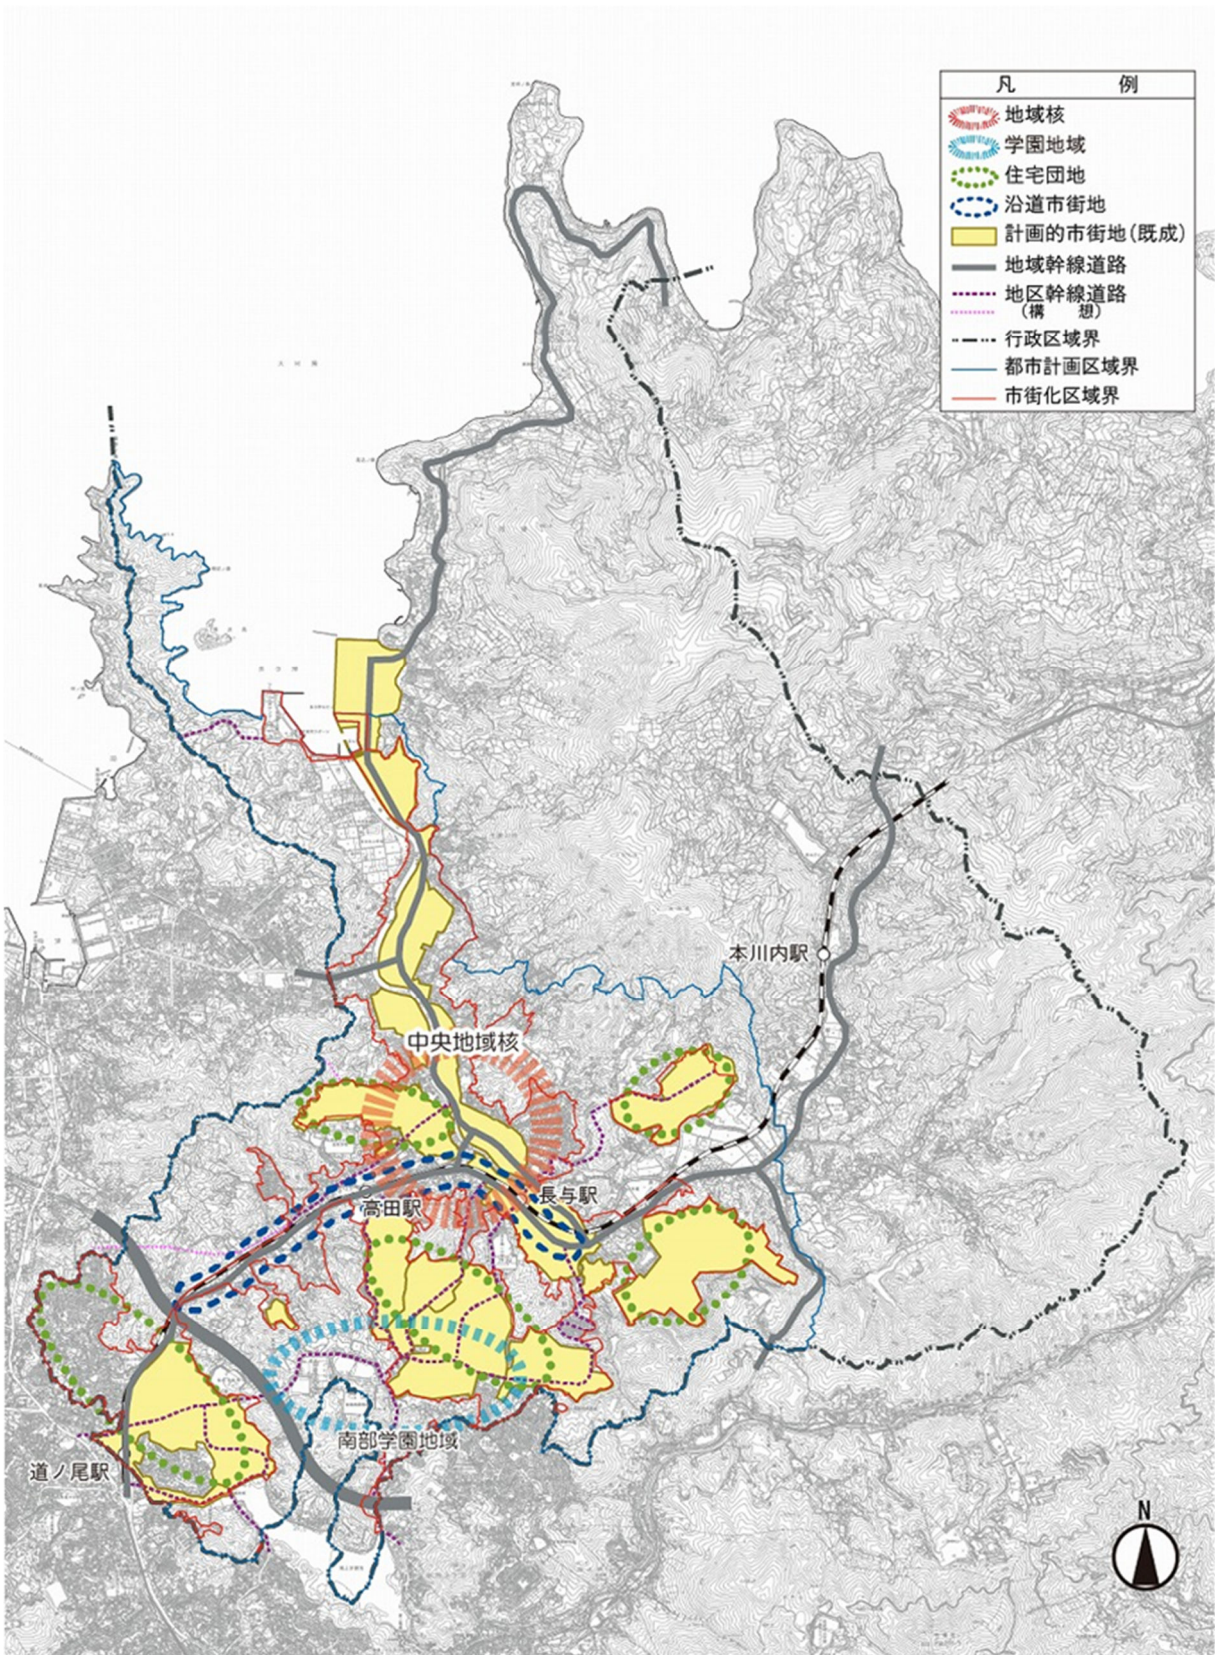 凡 例
地域核
学園地域
住宅団地
沿道市街地
計画的市街地(既成)
地域幹線道路
地区幹線道路
(構 想)
行政区域界
都市計画区域界
市街化区域界
本川内駅
中央地域核
長与駅
高田駅
南部学園地域
道ノ尾駅
N